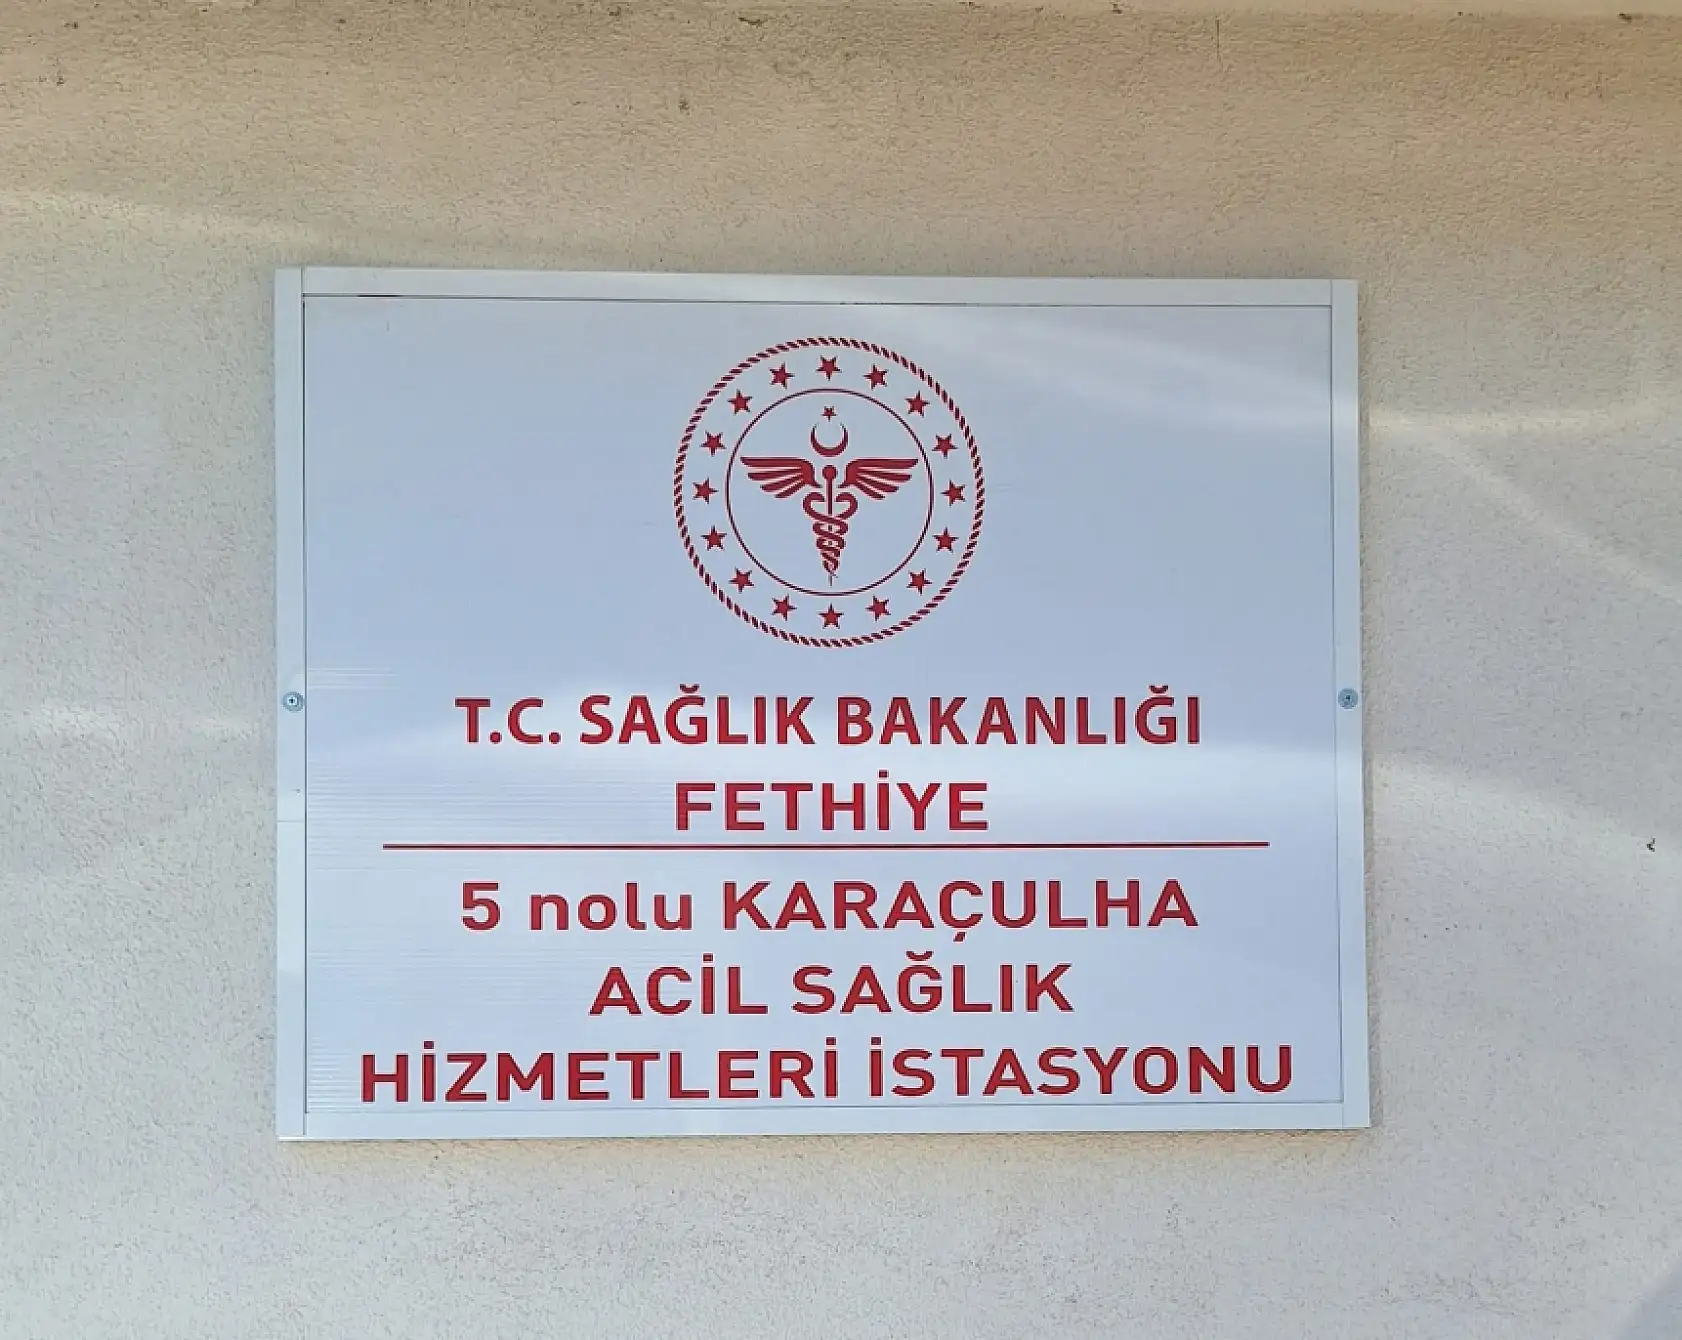 T.C. SAĞLIK BAKANLIĞI
FETHİYE
5 nolu KARAÇULHA
ACİL SAĞLIK
HİZMETLERİ İSTASYONU